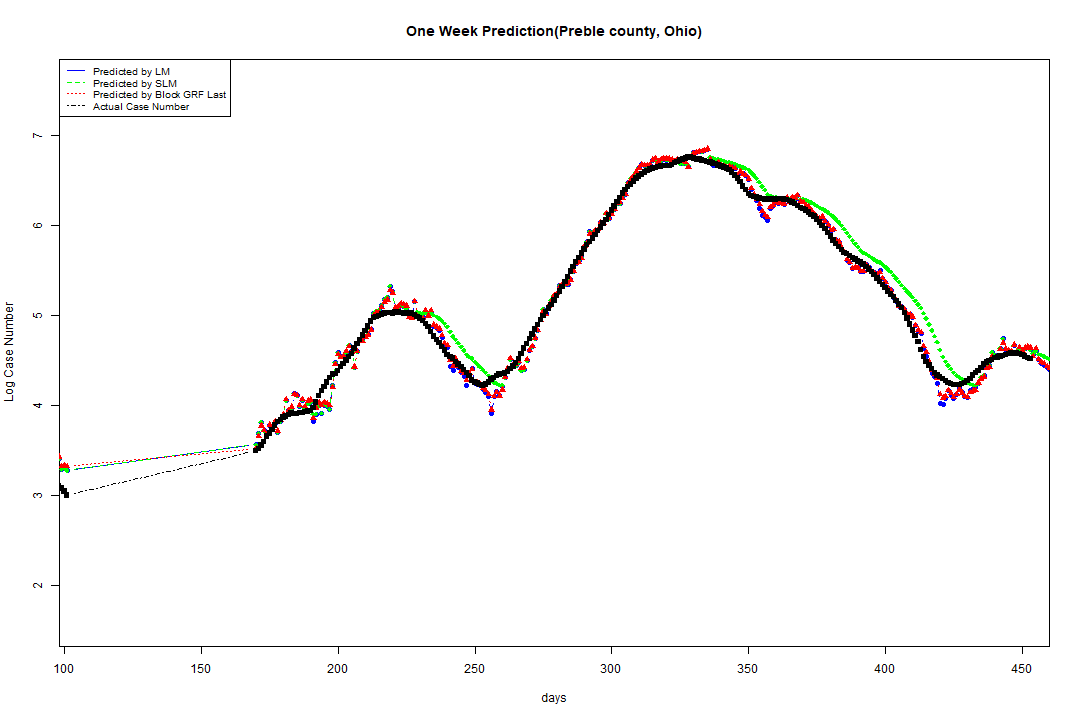 One Week Prediction(Preble county, Ohio)
Predicted by LM
Predicted by SLM
Predicted by Block GRF Last
Actual Case Number
7
6
5
4
3
2
Log Case Number
100 150 200 250 300 350 400 450
days